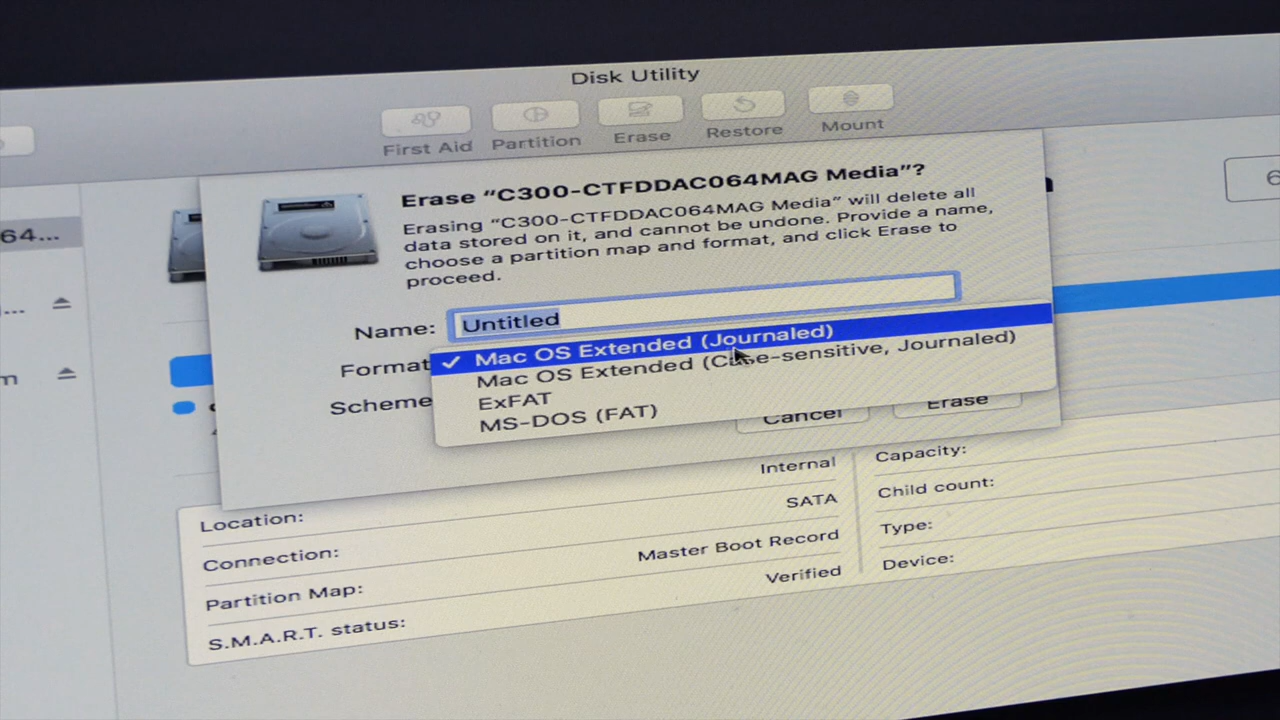 Disk Utility
First Aid
Partition
Erase
Restore
Mount
Erase “C300-CTFDDAC064MAG Media”?
Erasing “C300-CTFDDAC064MAG Media” will delete all
data stored on it, and cannot be undone. Provide a name,
choose a partition map and format, and click Erase to
proceed.
64...
Name:
Untitled
Format
✓ Mac OS Extended (Journaled)
Mac OS Extended (Case-sensitive, Journaled)
ExFAT
MS-DOS (FAT)
Scheme
Cancel
Erase
Location:
Internal
Connection:
SATA
Partition Map:
Master Boot Record
S.M.A.R.T. status:
Verified
Capacity:
Child count:
Type:
Device: